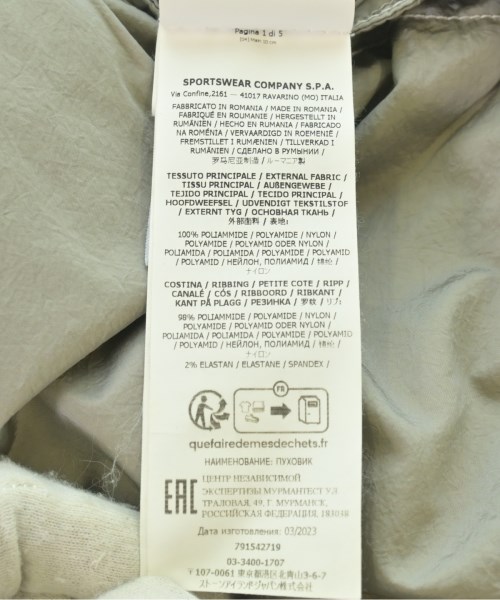 Pagina 1 di 5
SPORTSWEAR COMPANY S.P.A.
Via Confine,2161 — 41017 RAVARINO (MO) ITALIA
FABBRICATO IN ROMANIA / MADE IN ROMANIA /
FABRIQUÉ EN ROUMANIE / HERGESTELLT IN
RUMÄNIEN / HECHO EN RUMANIA / FABRICADO
NA ROMÉNIA / VERVAARDIGD IN ROEMENIË /
FREMSTILLET I RUMÆNIEN / TILLVERKAD I
RUMÄNIEN / СДЕЛАНО В РУМЫНИИ /
罗马尼亚制造 / ルーマニア製
TESSUTO PRINCIPALE / EXTERNAL FABRIC /
TISSU PRINCIPAL / AUßENGEWEBE /
TEJIDO PRINCIPAL / TECIDO PRINCIPAL /
HOOFDWEEFSEL / UDVENDIGT TEKSTILSTOF
/ EXTERNT TYG / ОСНОВНАЯ ТКАНЬ /
外部面料 / 表地:
100% POLIAMMIDE / POLYAMIDE / NYLON /
POLYAMIDE / POLYAMID ODER NYLON /
POLIAMIDA / POLIAMIDA / POLYAMIDE / POLYAMID
/ POLYAMID / НЕЙЛОН, ПОЛИАМИД / 锦纶 /
ナイロン
COSTINA / RIBBING / PETITE COTE / RIPP /
CANALÉ / CÓS / RIBBOORD / RIBKANT /
KANT PÅ PLAGG / РЕЗИНКА / 罗纹 / リブ:
98% POLIAMMIDE / POLYAMIDE / NYLON /
POLYAMIDE / POLYAMID ODER NYLON /
POLIAMIDA / POLIAMIDA / POLYAMIDE / POLYAMID
/ POLYAMID / НЕЙЛОН, ПОЛИАМИД / 锦纶 /
ナイロン
2% ELASTAN / ELASTANE / SPANDEX /
FR
quefairedemesdechets.fr
НАИМЕНОВАНИЕ: ПУХОВИК
EAC
ЦЕНТР НЕЗАВИСИМОЙ
ЭКСПЕРТИЗЫ МУРМАНТЕСТ УЛ
ТРАЛОВАЯ, 49, Г. МУРМАНСК,
РОССИЙСКАЯ ФЕДЕРАЦИЯ, 183038
Дата изготовления: 03/2023
791542719
03-3400-1707
〒107-0061 東京都港区北青山3-6-7
ストーンアイランドジャパン株式会社